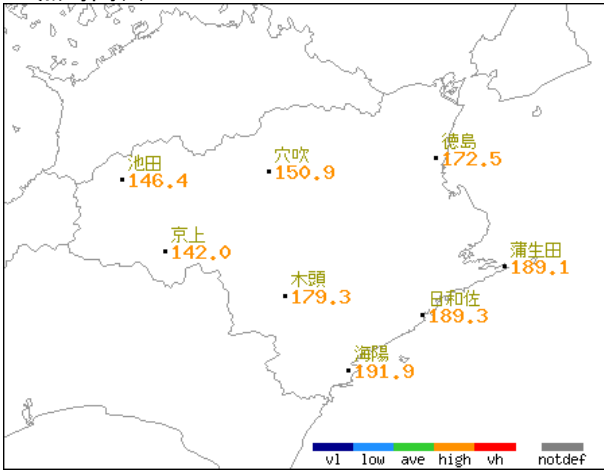 徳島
172.5
穴吹
150.9
池田
146.4
京上
142.0
蒲生田
189.1
木頭
179.3
日和佐
189.3
海陽
191.9
vl low ave high vh notdef